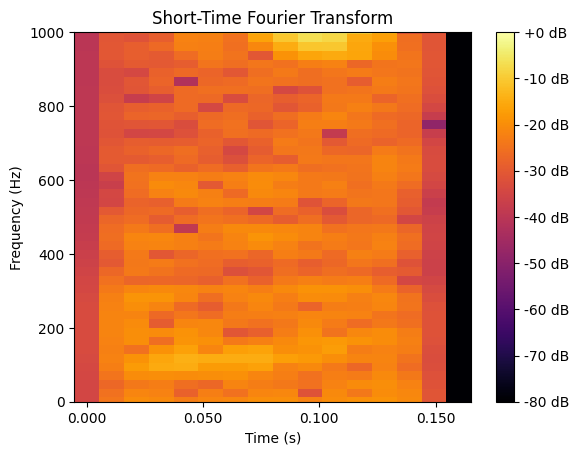 Short-Time Fourier Transform
1000
800
600
400
200
0
Frequency (Hz)
0.000
0.050
0.100
0.150
Time (s)
+0 dB
-10 dB
-20 dB
-30 dB
-40 dB
-50 dB
-60 dB
-70 dB
-80 dB